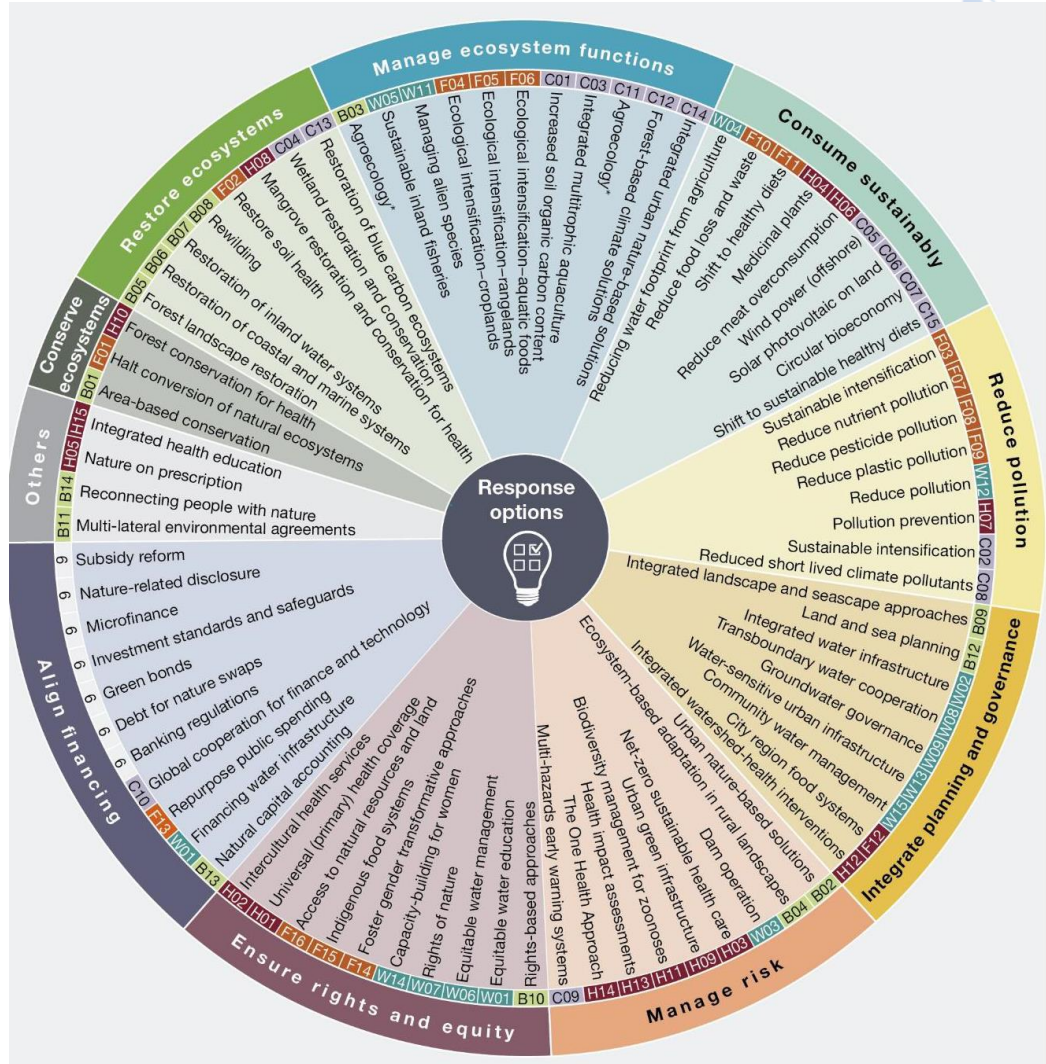 Response
options
Manage ecosystem functions
B03 Agroecology*
W05 Sustainable inland fisheries
W11 Managing alien species
F04 Ecological intensification–croplands
F05 Ecological intensification–rangelands
F06 Ecological intensification–aquatic foods
C01 Increased soil organic carbon content
C03 Integrated multitrophic aquaculture
C11 Agroecology*
C12 Forest-based climate solutions
C14 Integrated urban nature-based solutions
Consume sustainably
W04 Reducing water footprint from agriculture
F10 Reduce food loss and waste
F11 Shift to healthy diets
H04 Medicinal plants
H06 Reduce meat overconsumption
C05 Wind power (offshore)
C06 Solar photovoltaic on land
C07 Circular bioeconomy
C15 Shift to sustainable healthy diets
Reduce pollution
F03 Sustainable intensification
F07 Reduce nutrient pollution
F08 Reduce pesticide pollution
F09 Reduce plastic pollution
W12 Reduce pollution
H07 Pollution prevention
C02 Sustainable intensification
C08 Reduced short lived climate pollutants
Integrate planning and governance
B09 Integrated landscape and seascape approaches
B12 Land and sea planning
W02 Integrated water infrastructure
W08 Transboundary water cooperation
W09 Groundwater governance
W13 Water-sensitive urban infrastructure
W15 Community water management
F12 City region food systems
H12 Integrated watershed-health interventions
Manage risk
B02 Urban nature-based solutions
B04 Ecosystem-based adaptation in rural landscapes
W03 Dam operation
H03 Net-zero sustainable health care
H09 Urban green infrastructure
H11 Biodiversity management for zoonoses
H13 Health impact assessments
H14 The One Health Approach
C09 Multi-hazards early warning systems
Ensure rights and equity
B10 Rights-based approaches
W01 Equitable water education
W06 Equitable water management
W07 Rights of nature
W14 Capacity-building for women
F14 Foster gender transformative approaches
F15 Indigenous food systems
F16 Access to natural resources and land
H01 Universal (primary) health coverage
H02 Intercultural health services
Align financing
B13 Natural capital accounting
W01 Financing water infrastructure
F13 Repurpose public spending
C10 Global cooperation for finance and technology
6 Banking regulations
6 Debt for nature swaps
6 Green bonds
6 Investment standards and safeguards
6 Microfinance
6 Nature-related disclosure
6 Subsidy reform
Others
B11 Multi-lateral environmental agreements
B14 Reconnecting people with nature
H05 Nature on prescription
H15 Integrated health education
Conserve ecosystems
B01 Area-based conservation
F01 Halt conversion of natural ecosystems
H10 Forest conservation for health
Restore ecosystems
B05 Forest landscape restoration
B06 Restoration of coastal and marine systems
B07 Restoration of inland water systems
B08 Rewilding
F02 Restore soil health
H08 Mangrove restoration and conservation for health
C04 Wetland restoration and conservation
C13 Restoration of blue carbon ecosystems